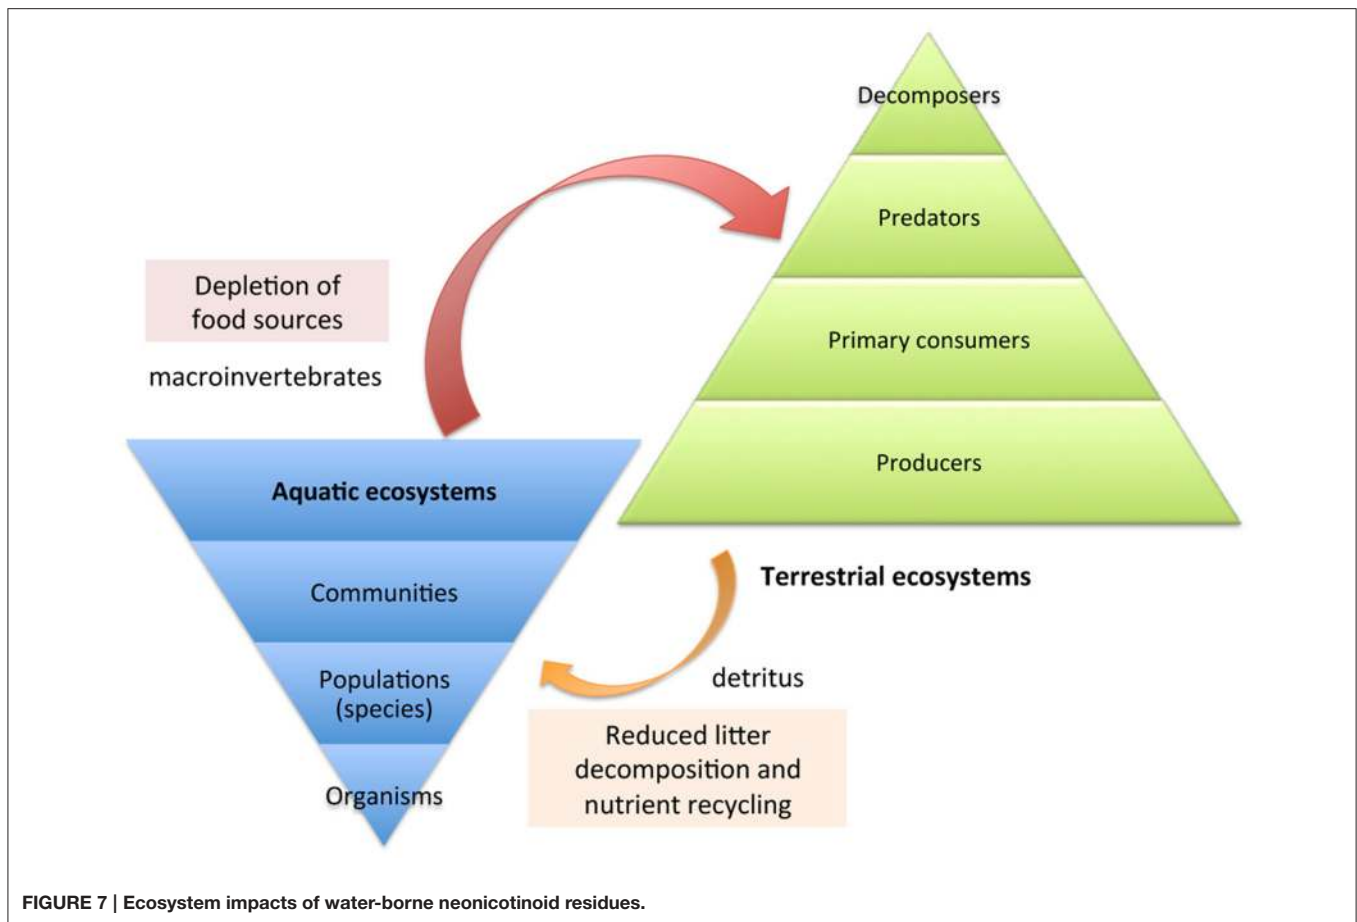 Decomposers
Predators
Primary consumers
Producers
Terrestrial ecosystems
Depletion of
food sources
macroinvertebrates
Aquatic ecosystems
Communities
Populations
(species)
Organisms
detritus
Reduced litter
decomposition and
nutrient recycling
FIGURE 7 | Ecosystem impacts of water-borne neonicotinoid residues.